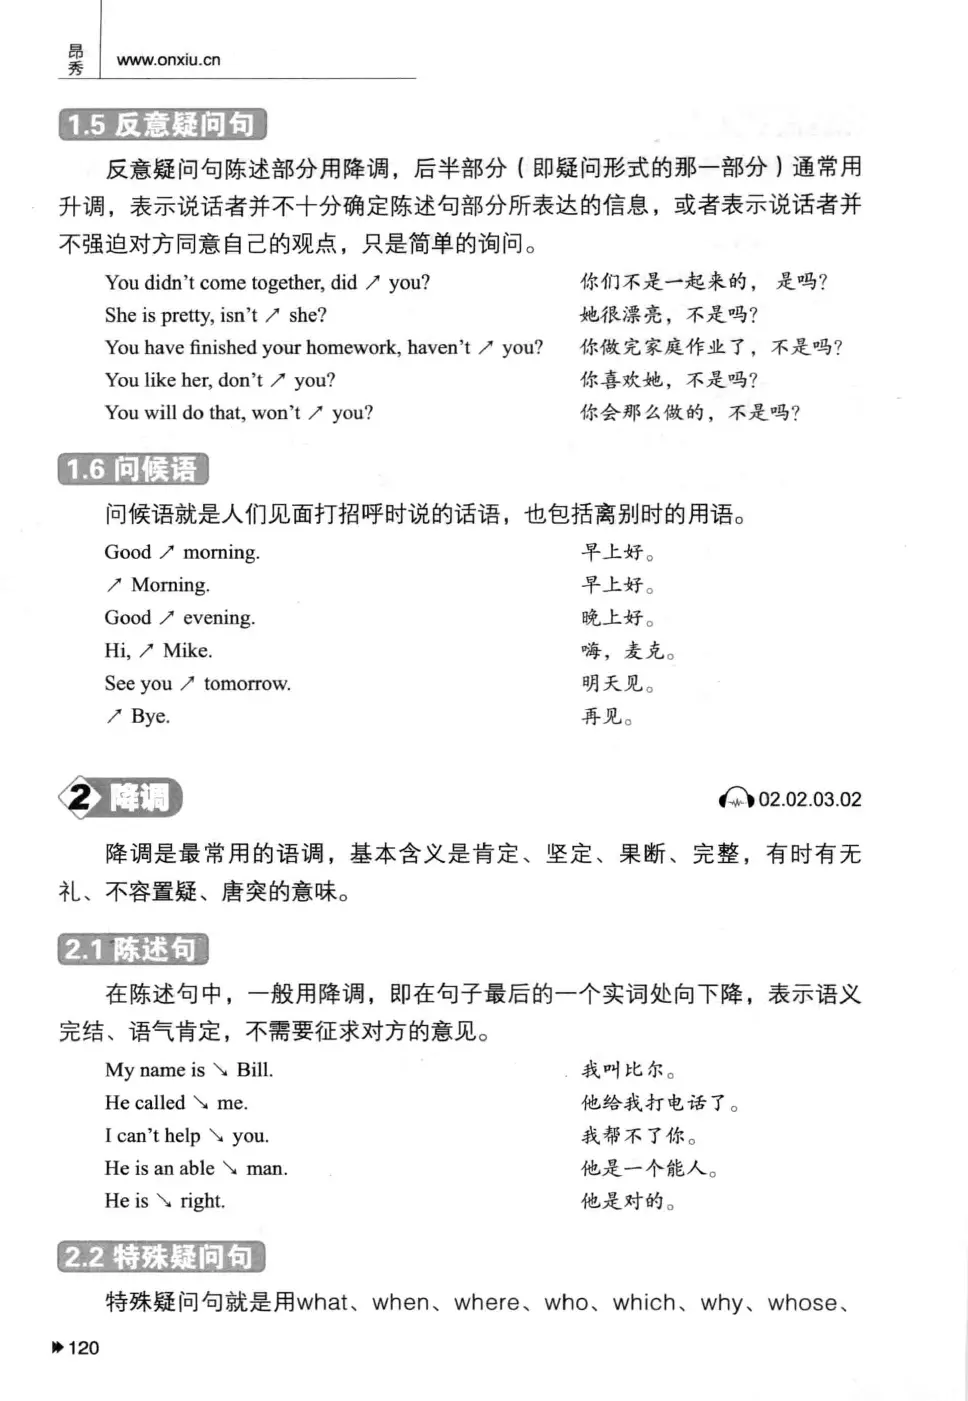 昂秀
www.onxiu.cn
1.5 反意疑问句
反意疑问句陈述部分用降调，后半部分（即疑问形式的那一部分）通常用
升调，表示说话者并不十分确定陈述句部分所表达的信息，或者表示说话者并
不强迫对方同意自己的观点，只是简单的询问。
You didn't come together, did ↗ you? 你们不是一起来的， 是吗?
She is pretty, isn't ↗ she? 她很漂亮，不是吗?
You have finished your homework, haven't ↗ you? 你做完家庭作业了，不是吗?
You like her, don't ↗ you? 你喜欢她，不是吗?
You will do that, won't ↗ you? 你会那么做的，不是吗?
1.6 问候语
问候语就是人们见面打招呼时说的话语，也包括离别时的用语。
Good ↗ morning. 早上好。
↗ Morning. 早上好。
Good ↗ evening. 晚上好。
Hi, ↗ Mike. 嗨，麦克。
See you ↗ tomorrow. 明天见。
↗ Bye. 再见。
2 降调 02.02.03.02
降调是最常用的语调，基本含义是肯定、坚定、果断、完整，有时有无
礼、不容置疑、唐突的意味。
2.1 陈述句
在陈述句中，一般用降调，即在句子最后的一个实词处向下降，表示语义
完结、语气肯定，不需要征求对方的意见。
My name is ↘ Bill. 我叫比尔。
He called ↘ me. 他给我打电话了。
I can't help ↘ you. 我帮不了你。
He is an able ↘ man. 他是一个能人。
He is ↘ right. 他是对的。
2.2 特殊疑问句
特殊疑问句就是用what、when、where、who、which、why、whose、
120